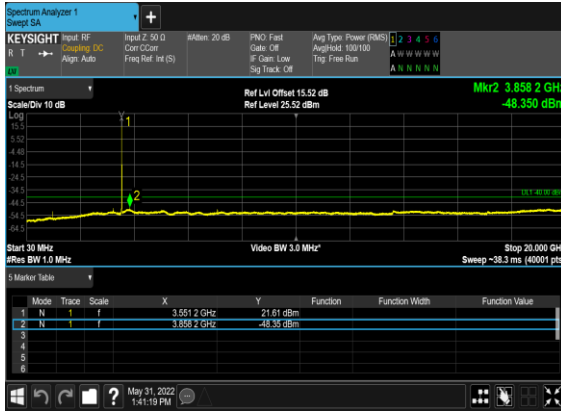 Spectrum Analyzer 1
Swept SA
+
KEYSIGHT Input: RF Input Z: 50 Ω #Atten: 20 dB PNO: Fast Avg Type: Power (RMS) 1 2 3 4 5 6
R T Coupling: DC Corr CCorr Gate: Off Avg|Hold: 100/100 A W W W W W
Align: Auto Freq Ref: Int (S) IF Gain: Low Trig: Free Run
Sig Track: Off A N N N N N
1 Spectrum Ref Lvl Offset 15.52 dB Mkr2 3.858 2 GHz
Scale/Div 10 dB Ref Level 25.52 dBm -48.350 dBm
Log
15.5
5.52
-4.48
-14.5
-24.5
-34.5
-44.5
-54.5
-64.5
1
2
DL1 -40.00 dBm
Start 30 MHz Video BW 3.0 MHz* Stop 20.000 GH
#Res BW 1.0 MHz Sweep ~38.3 ms (40001 pts
5 Marker Table
Mode Trace Scale X Y Function Function Width Function Value
1 N 1 f 3.551 2 GHz 21.61 dBm
2 N 1 f 3.858 2 GHz -48.35 dBm
3
4
5
6
? May 31, 2022
1:41:19 PM